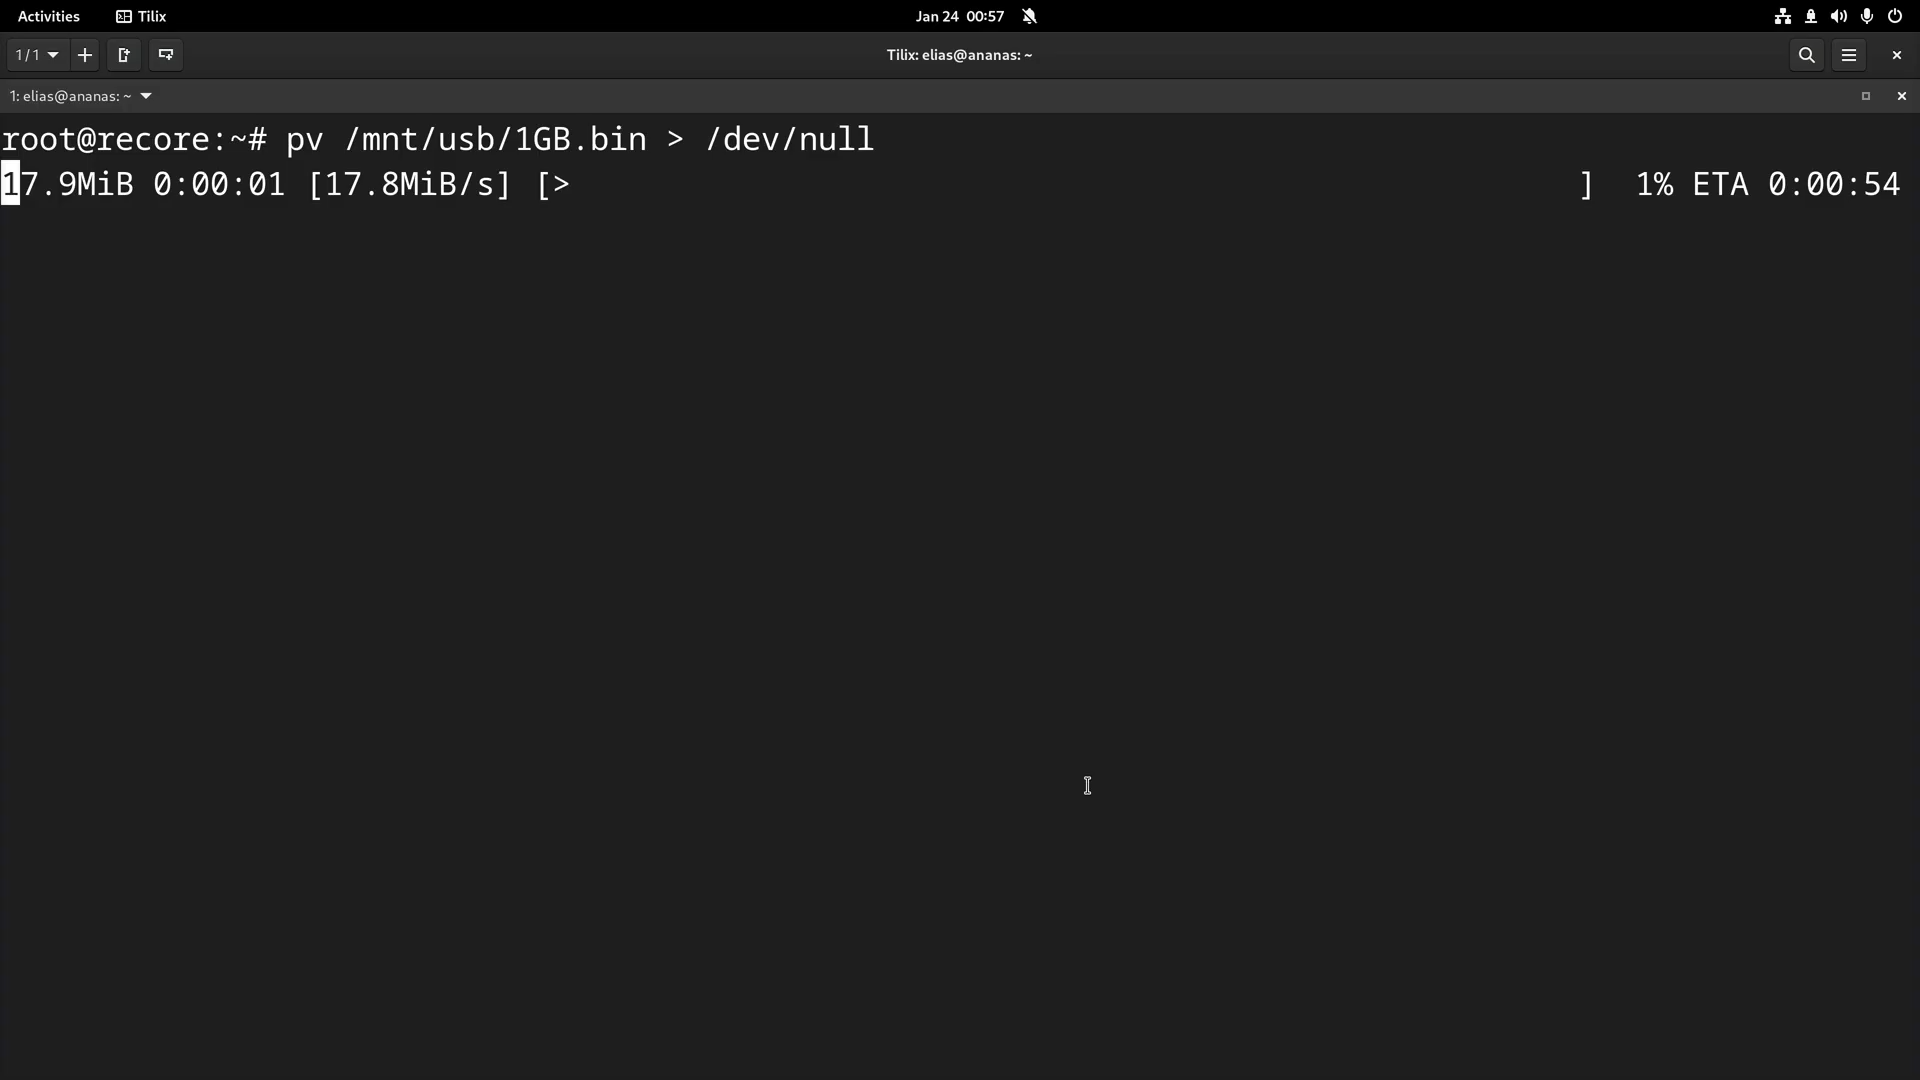 Activities Tilix Jan 24 00:57
1/1 Tilix: elias@ananas: ~
1: elias@ananas: ~
root@recore:~# pv /mnt/usb/1GB.bin > /dev/null
17.9MiB 0:00:01 [17.8MiB/s] [> ] 1% ETA 0:00:54